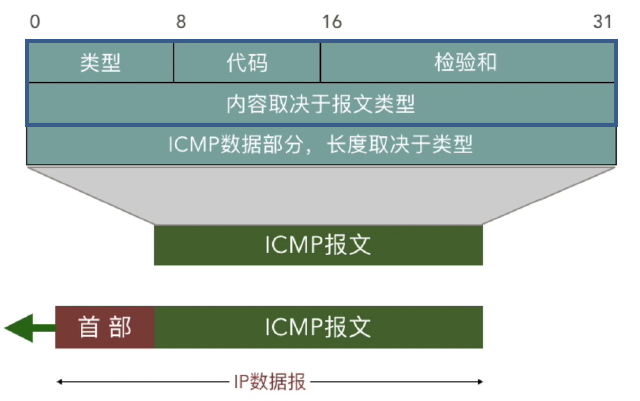 0 8 16 31
类型 代码 检验和
内容取决于报文类型
ICMP数据部分，长度取决于类型
ICMP报文
首部 ICMP报文
IP数据报